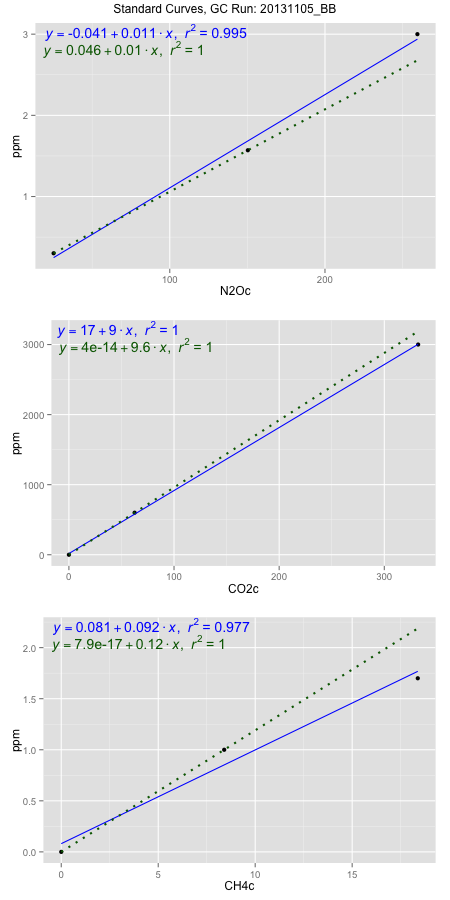 Standard Curves, GC Run: 20131105_BB
y = -0.041 + 0.011 · x, r² = 0.995
y = 0.046 + 0.01 · x, r² = 1
3
2
1
ppm
100 200
N2Oc
y = 17 + 9 · x, r² = 1
y = 4e-14 + 9.6 · x, r² = 1
3000
2000
1000
0
ppm
0 100 200 300
CO2c
y = 0.081 + 0.092 · x, r² = 0.977
y = 7.9e-17 + 0.12 · x, r² = 1
2.0
1.5
1.0
0.5
0.0
ppm
0 5 10 15
CH4c